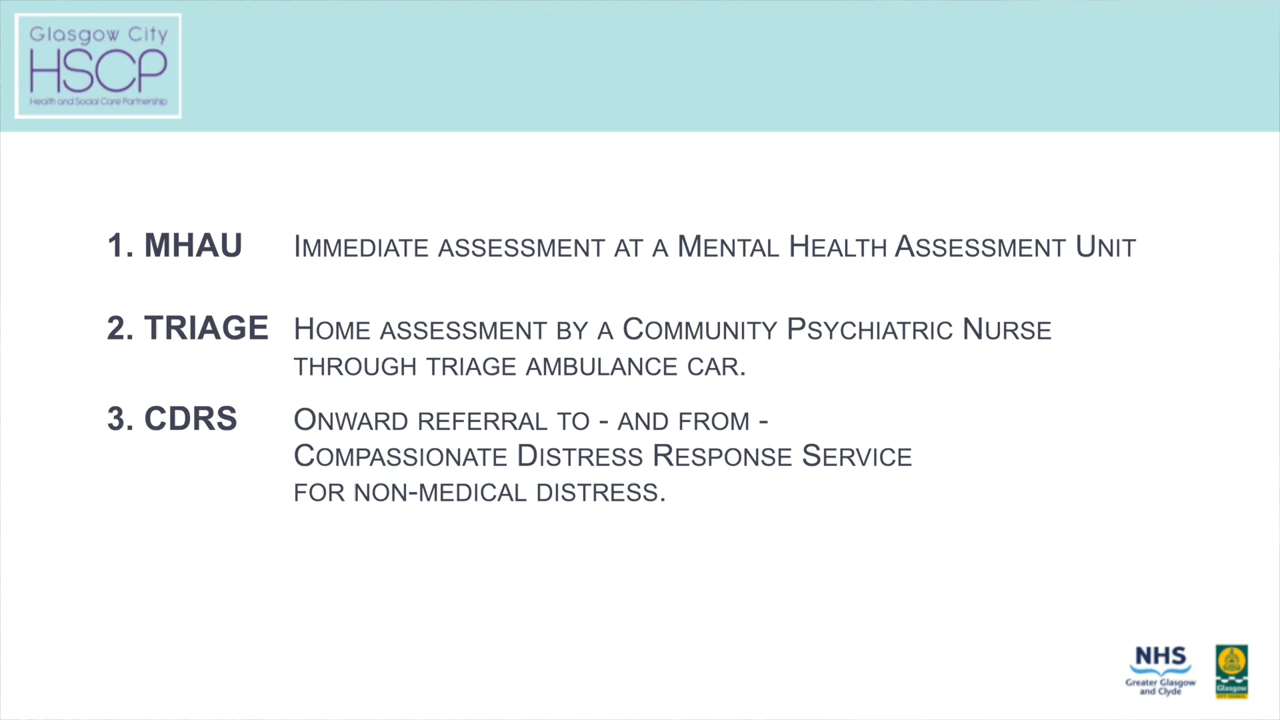 Glasgow City
HSCP
Health and Social Care Partnership
1. MHAU Immediate assessment at a Mental Health Assessment Unit
2. TRIAGE Home assessment by a Community Psychiatric Nurse
through triage ambulance car.
3. CDRS Onward referral to - and from -
Compassionate Distress Response Service
for non-medical distress.
NHS
Greater Glasgow
and Clyde
Glasgow
CITY COUNCIL